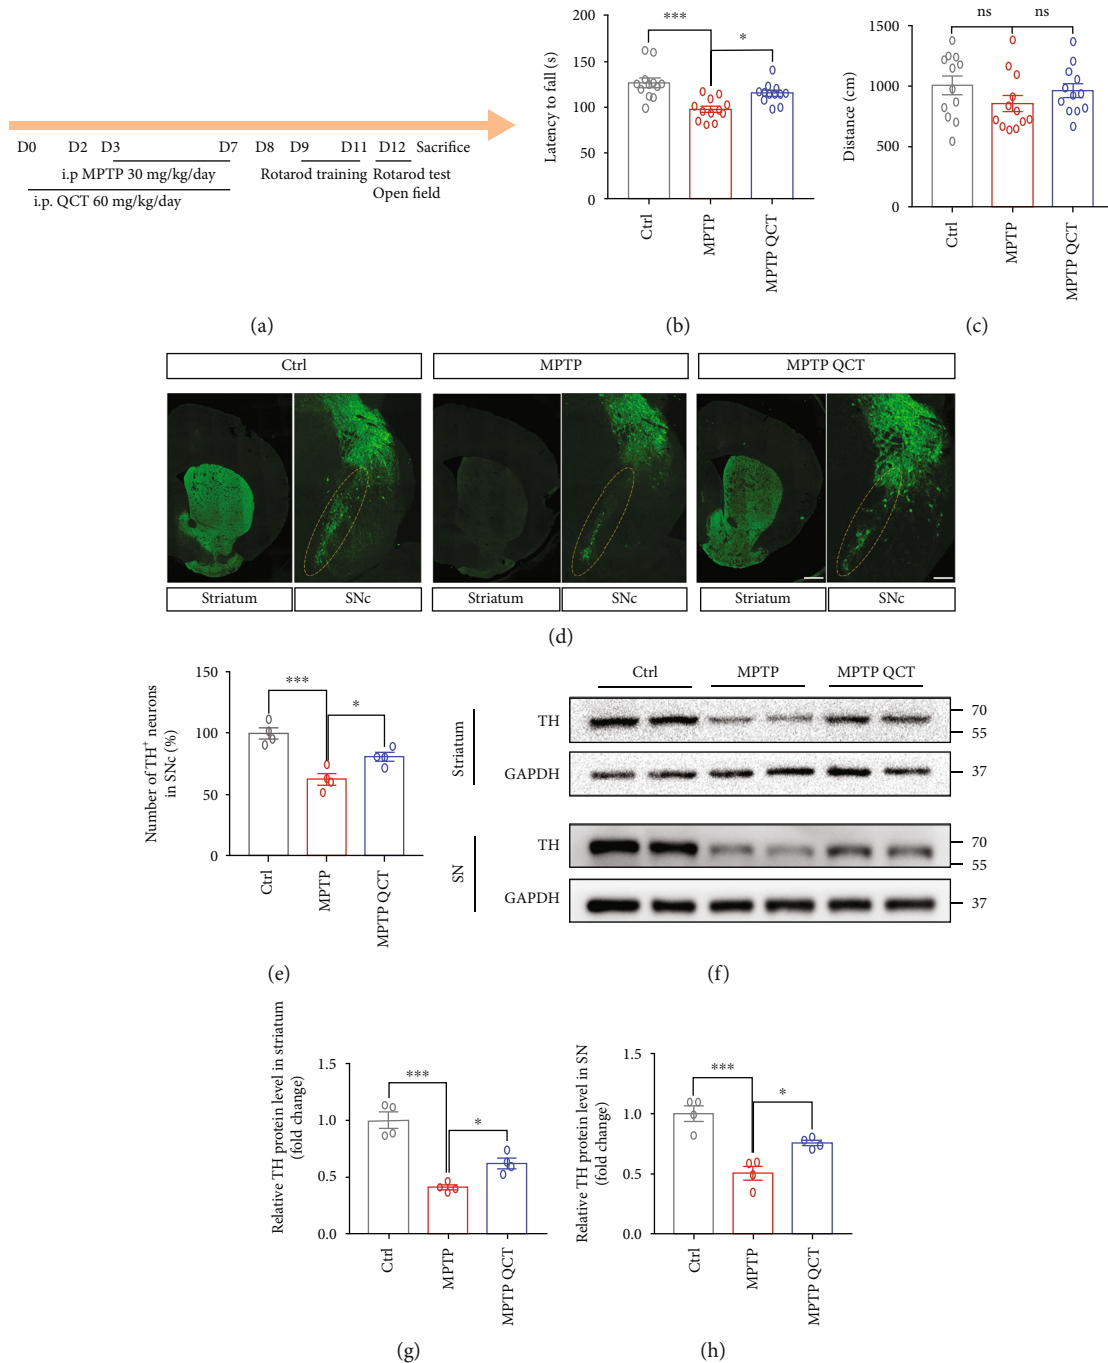 D0 D2 D3 D7 D8 D9 D11 D12 Sacrifice
i.p MPTP 30 mg/kg/day
Rotarod training
Rotarod test
Open field
i.p. QCT 60 mg/kg/day
(a)
Latency to fall (s)
200
150
100
50
0
***
*
Ctrl
MPTP
MPTP QCT
(b)
Distance (cm)
1500
1000
500
0
ns
ns
Ctrl
MPTP
MPTP QCT
(c)
Ctrl
MPTP
MPTP QCT
Striatum
SNc
Striatum
SNc
Striatum
SNc
(d)
Number of TH+ neurons
in SNc (%)
150
100
50
0
***
*
Ctrl
MPTP
MPTP QCT
(e)
Ctrl
MPTP
MPTP QCT
Striatum
TH
70
55
GAPDH
37
SN
TH
70
55
GAPDH
37
(f)
Relative TH protein level in striatum
(fold change)
1.5
1.0
0.5
0.0
***
*
Ctrl
MPTP
MPTP QCT
(g)
Relative TH protein level in SN
(fold change)
1.5
1.0
0.5
0.0
***
*
Ctrl
MPTP
MPTP QCT
(h)